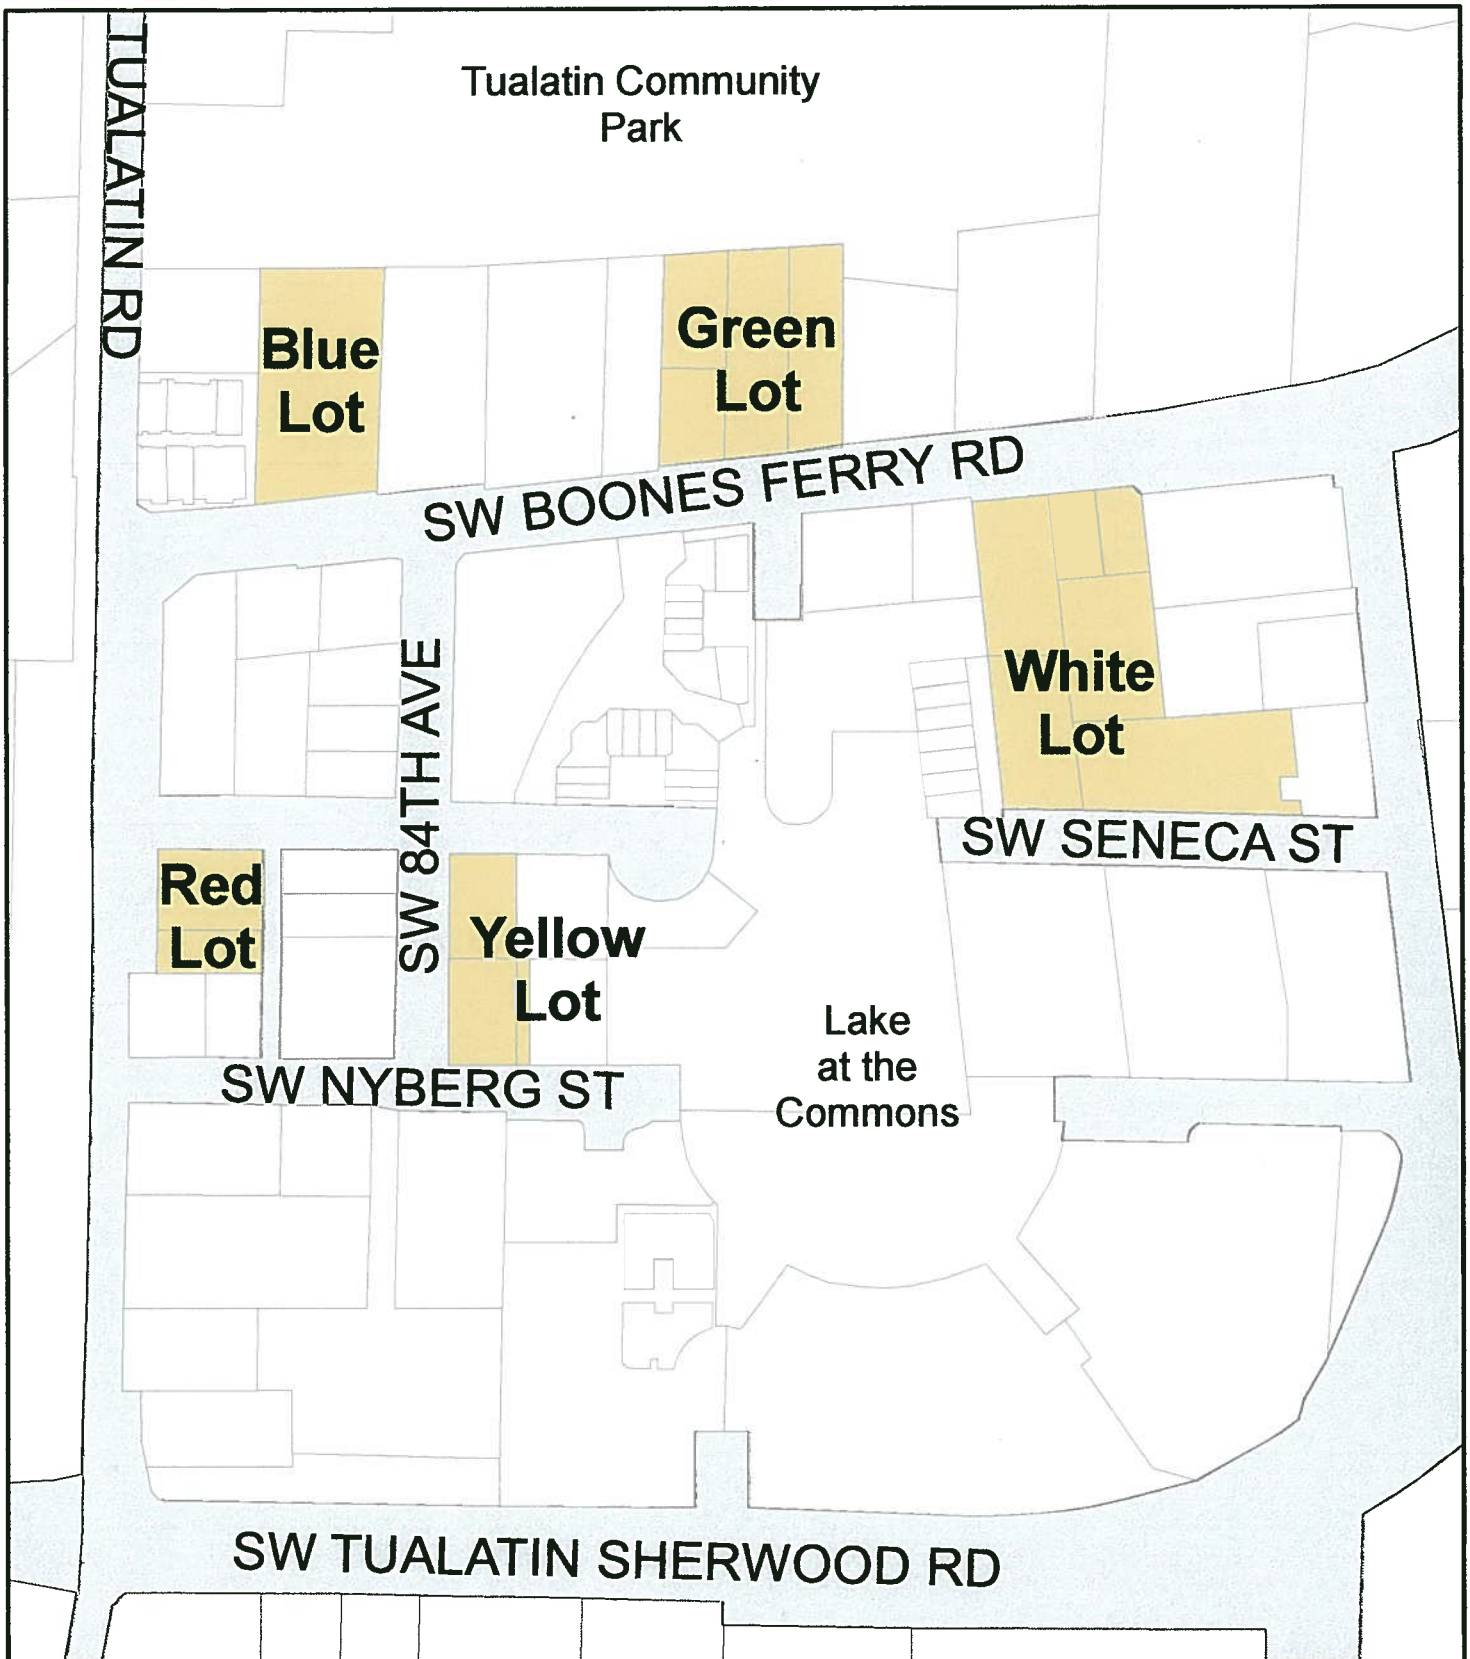 TUALATIN RD
Tualatin Community
Park
Blue
Lot
Green
Lot
SW BOONES FERRY RD
White
Lot
SW 84TH AVE
SW SENECA ST
Red
Lot
Yellow
Lot
Lake
at the
Commons
SW NYBERG ST
SW TUALATIN SHERWOOD RD